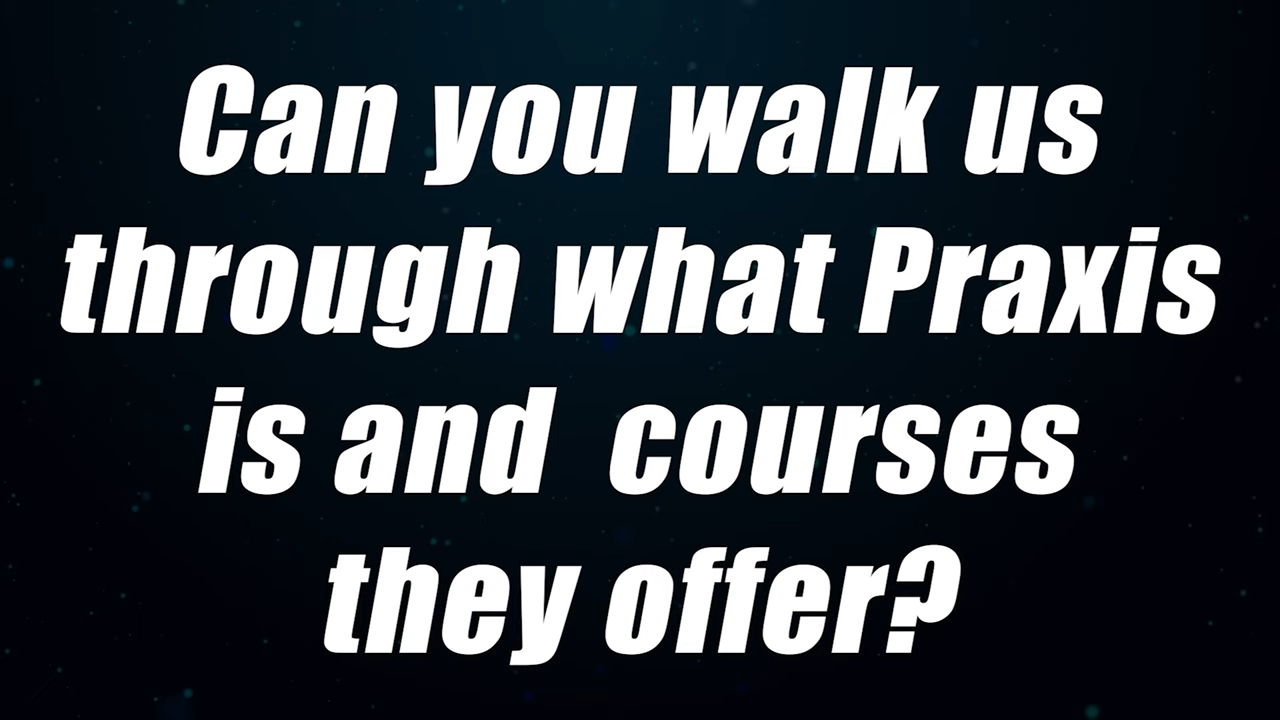 Can you walk us
through what Praxis
is and  courses
they offer?